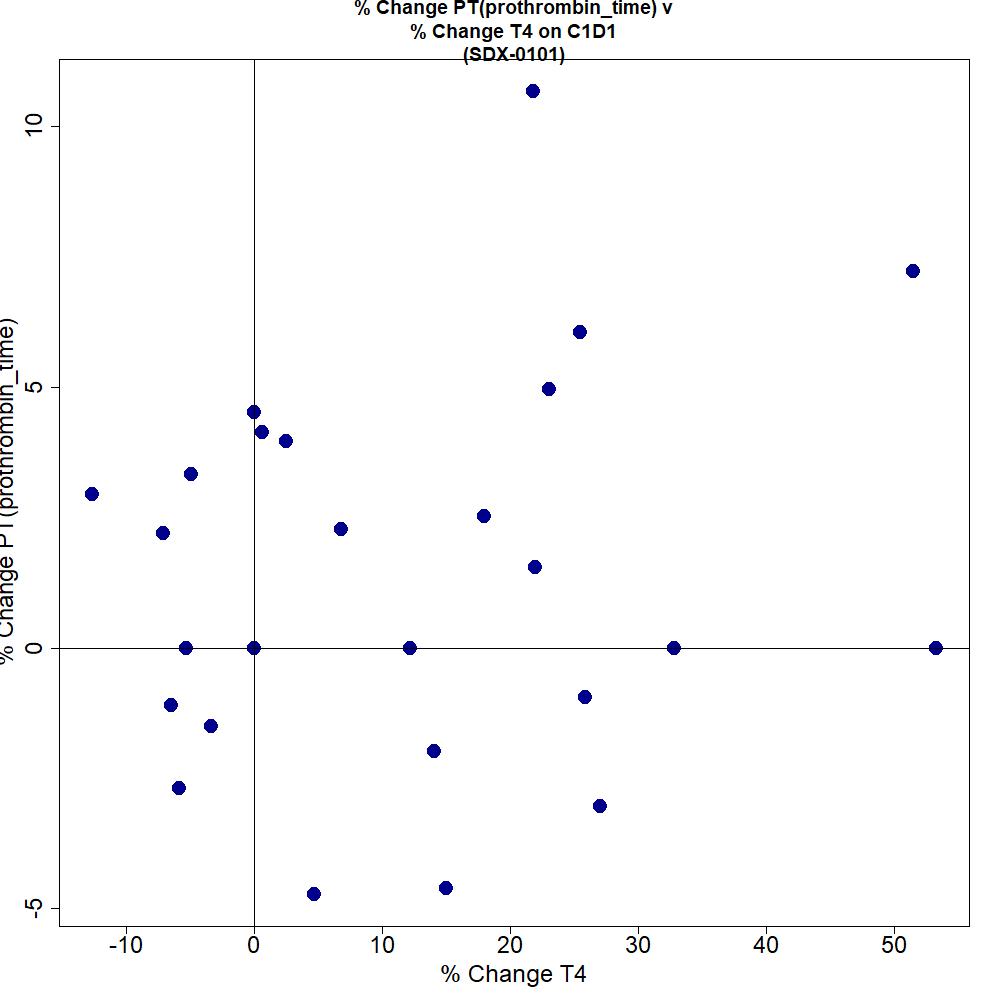 % Change PT(prothrombin_time) v
% Change T4 on C1D1
(SDX-0101)
% Change PT(prothrombin_time)
10
5
0
-5
-10 0 10 20 30 40 50
% Change T4